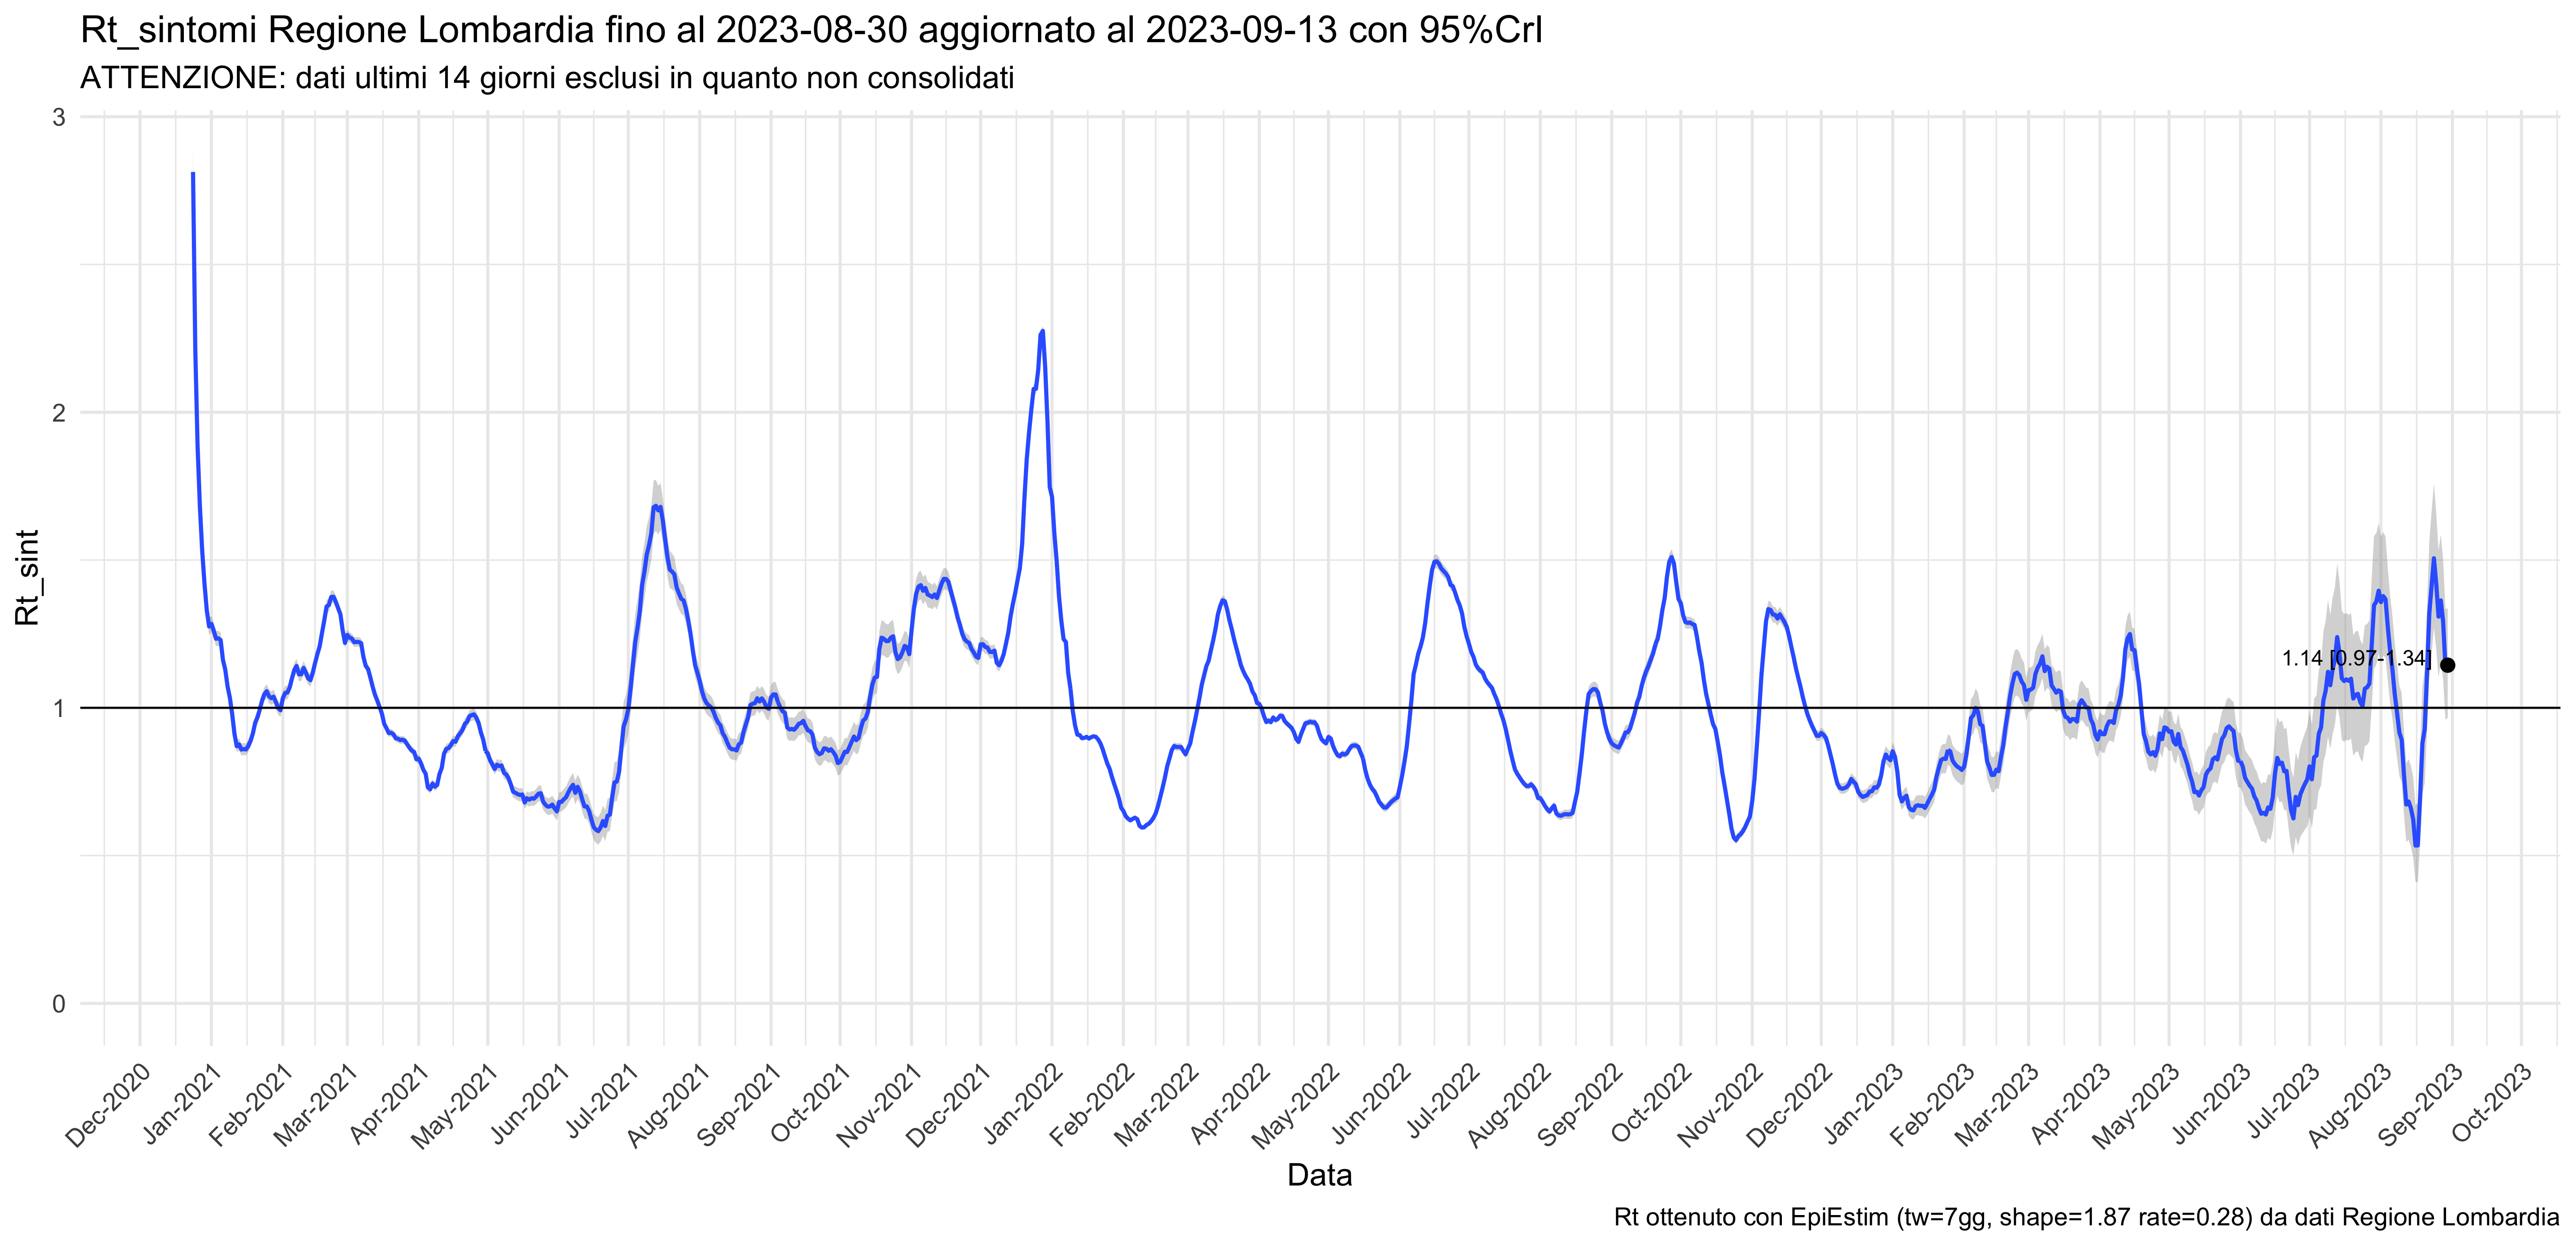 Rt_sintomi Regione Lombardia fino al 2023-08-30 aggiornato al 2023-09-13 con 95%CrI
ATTENZIONE: dati ultimi 14 giorni esclusi in quanto non consolidati
3
2
1
0
Rt_sint
1.14 [0.97-1.34]
Dec-2020
Jan-2021
Feb-2021
Mar-2021
Apr-2021
May-2021
Jun-2021
Jul-2021
Aug-2021
Sep-2021
Oct-2021
Nov-2021
Dec-2021
Jan-2022
Feb-2022
Mar-2022
Apr-2022
May-2022
Jun-2022
Jul-2022
Aug-2022
Sep-2022
Oct-2022
Nov-2022
Dec-2022
Jan-2023
Feb-2023
Mar-2023
Apr-2023
May-2023
Jun-2023
Jul-2023
Aug-2023
Sep-2023
Oct-2023
Data
Rt ottenuto con EpiEstim (tw=7gg, shape=1.87 rate=0.28) da dati Regione Lombardia